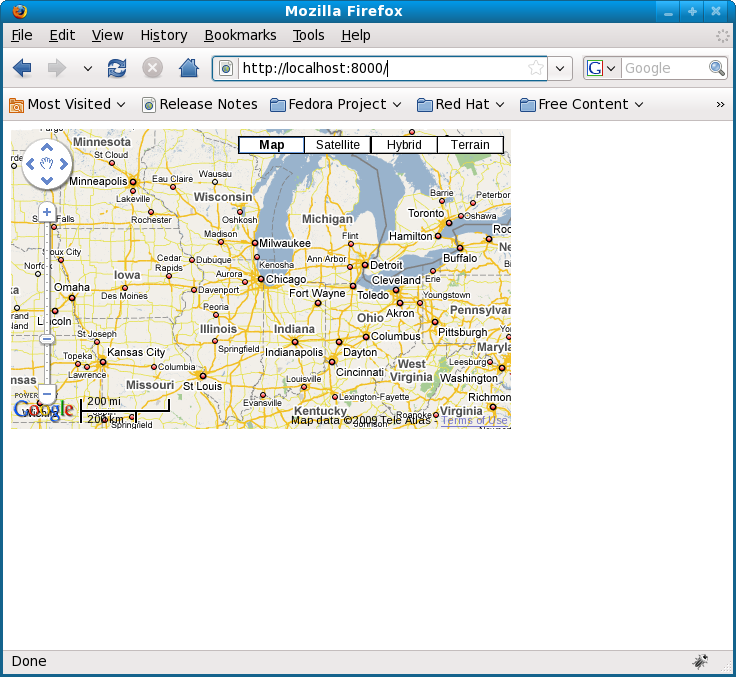 Mozilla Firefox
File Edit View History Bookmarks Tools Help
http://localhost:8000/
G Google
Most Visited Release Notes Fedora Project Red Hat Free Content »
Map Satellite Hybrid Terrain
Minnesota
St Cloud
Minneapolis Eau Claire Wausau Barrie Peterbor
Lakeville Wisconsin Toronto Oshawa
Rochester Oshkosh Michigan Hamilton Roc
Falls Madison Milwaukee Flint Buffalo Ne
Sioux City Cedar Rapids Dubuque Kenosha Ann Arbor Detroit Erie
Norfo Iowa Aurora Chicago Cleveland
Omaha Des Moines Davenport Fort Wayne Toledo Youngstown
ka Peoria Akron Pennsylvan
Lincoln Illinois Indiana Ohio Pittsburgh
St Joseph Springfield Indianapolis Columbus Maryla
Topeka Kansas City Dayton Leesburg
Lawrence Columbia Cincinnati West Virginia Washington
nsas Missouri St Louis Louisville Richmon
Evansville Lexington-Fayette
POWERED
Google 200 mi Kentucky Roanoke Virginia
200 km Map data ©2009 Tele Atlas - Terms of Use
Springfield Johnson
Done